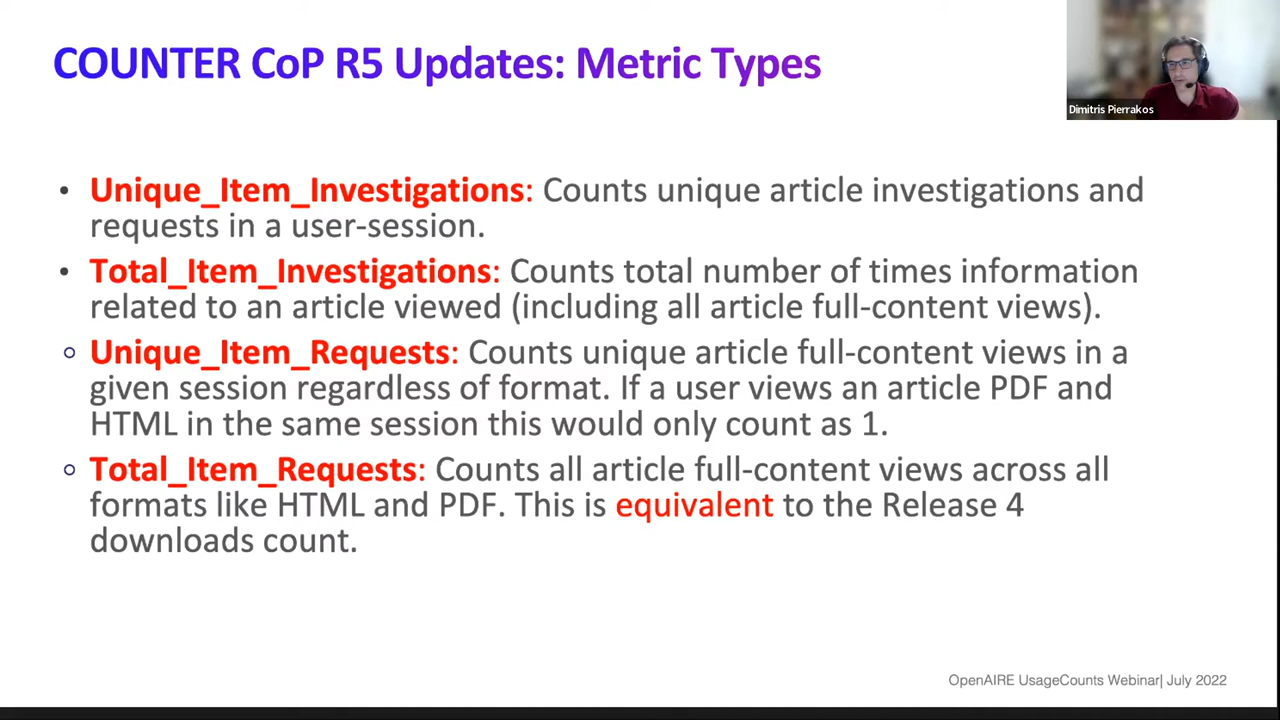 COUNTER CoP R5 Updates: Metric Types
Dimitris Pierrakos
• Unique_Item_Investigations: Counts unique article investigations and
requests in a user-session.
• Total_Item_Investigations: Counts total number of times information
related to an article viewed (including all article full-content views).
○ Unique_Item_Requests: Counts unique article full-content views in a
given session regardless of format. If a user views an article PDF and
HTML in the same session this would only count as 1.
○ Total_Item_Requests: Counts all article full-content views across all
formats like HTML and PDF. This is equivalent to the Release 4
downloads count.
OpenAIRE UsageCounts Webinar| July 2022